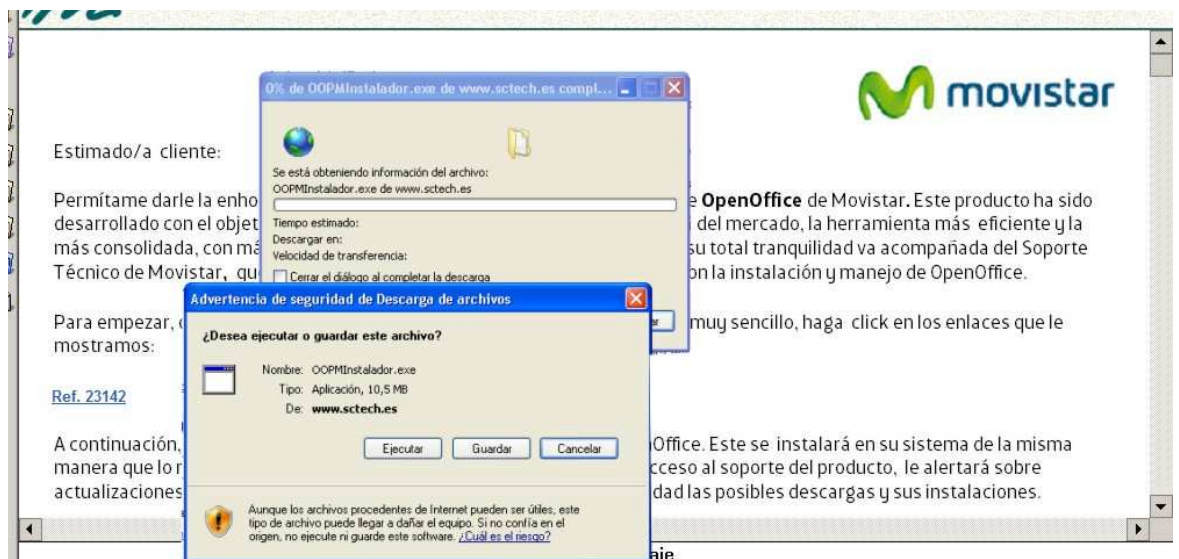 movistar
0% de OOPMInstalador.exe de www.sctech.es compl...
Estimado/a cliente:
Se está obteniendo información del archivo:
OOPMInstalador.exe de www.sctech.es
Permítame darle la enho
e OpenOffice de Movistar. Este producto ha sido
Tiempo estimado:
desarrollado con el objet
del mercado, la herramienta más eficiente y la
Descargar en:
más consolidada, con má
su total tranquilidad va acompañada del Soporte
Velocidad de transferencia:
Técnico de Movistar, qu
on la instalación y manejo de OpenOffice.
Cerrar el diálogo al completar la descarga
Advertencia de seguridad de Descarga de archivos
Para empezar,
muy sencillo, haga click en los enlaces que le
mostramos:
¿Desea ejecutar o guardar este archivo?
Nombre: OOPMInstalador.exe
Tipo: Aplicación, 10,5 MB
De: www.sctech.es
Ref. 23142
Ejecutar Guardar Cancelar
A continuación,
Office. Este se instalará en su sistema de la misma
manera que lo
cceso al soporte del producto, le alertará sobre
actualizaciones
dad las posibles descargas y sus instalaciones.
Aunque los archivos procedentes de Internet pueden ser útiles, este
tipo de archivo puede llegar a dañar el equipo. Si no confía en el
origen, no ejecute ni guarde este software. ¿Cuál es el riesgo?